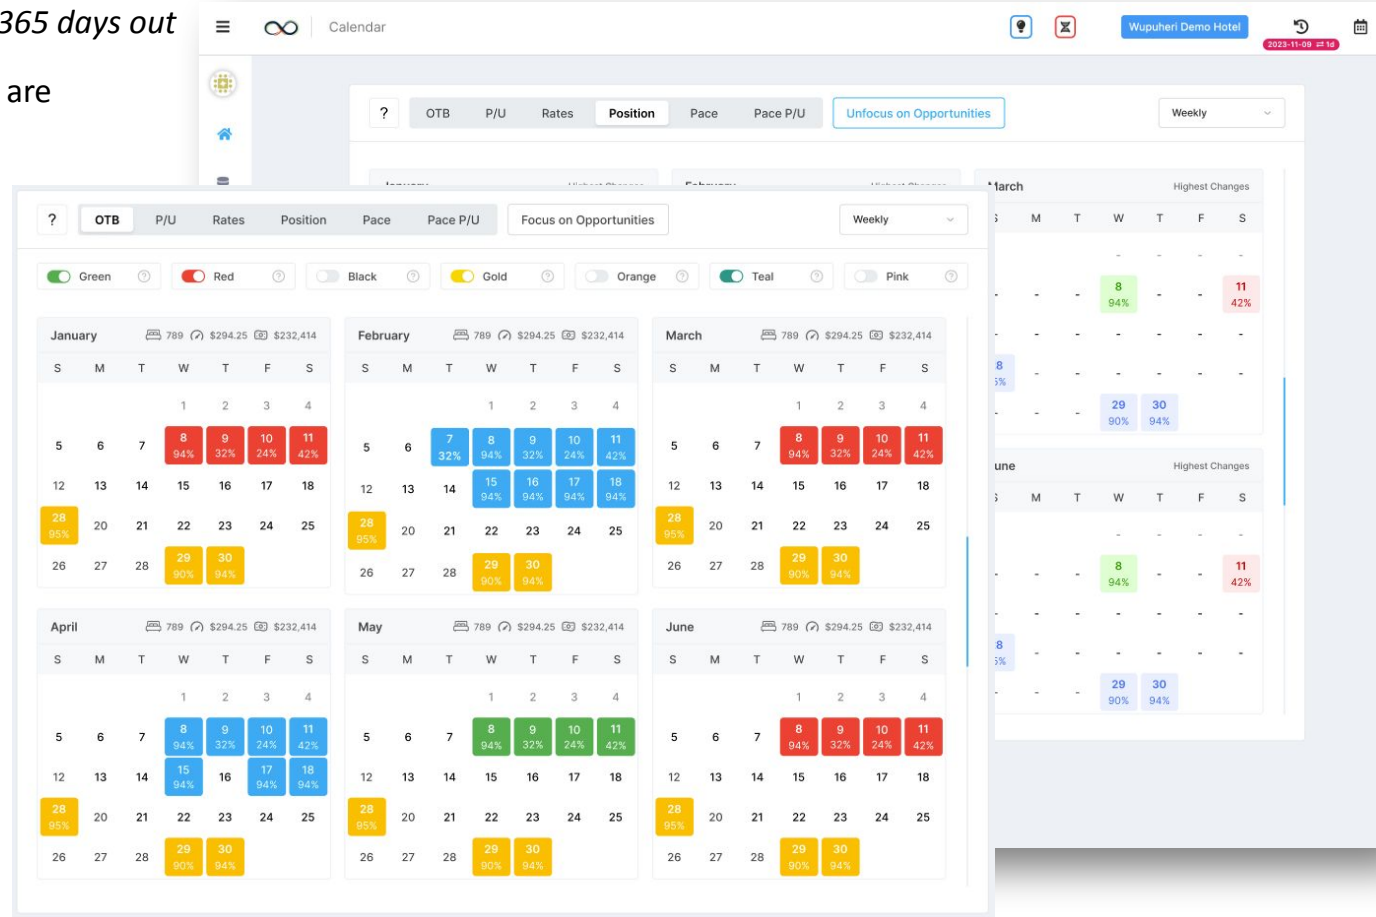 365 days out
are
Calendar
Wupuheri Demo Hotel
2023-11-09 ⇄ 1d
? OTB P/U Rates Position Pace Pace P/U Unfocus on Opportunities Weekly
March Highest Changes
M T W T F S
- - - -
- - - 8 - - 11
94% 42%
- - - - - - -
8 - - - - - -
5%
- - - 29 30
90% 94%
une Highest Changes
M T W T F S
- - - -
- - - 8 - - 11
94% 42%
- - - - - - -
8 - - - - - -
5%
- - - 29 30
90% 94%
? OTB P/U Rates Position Pace Pace P/U Focus on Opportunities Weekly
Green ? Red ? Black ? Gold ? Orange ? Teal ? Pink ?
January 789 $294.25 $232,414
S M T W T F S
1 2 3 4
5 6 7 8 9 10 11
94% 32% 24% 42%
12 13 14 15 16 17 18
28 20 21 22 23 24 25
95%
26 27 28 29 30
90% 94%
February 789 $294.25 $232,414
S M T W T F S
1 2 3 4
5 6 7 8 9 10 11
32% 94% 32% 24% 42%
12 13 14 15 16 17 18
94% 94% 94% 94%
28 20 21 22 23 24 25
95%
26 27 28 29 30
90% 94%
March 789 $294.25 $232,414
S M T W T F S
1 2 3 4
5 6 7 8 9 10 11
94% 32% 24% 42%
12 13 14 15 16 17 18
28 20 21 22 23 24 25
95%
26 27 28 29 30
90% 94%
April 789 $294.25 $232,414
S M T W T F S
1 2 3 4
5 6 7 8 9 10 11
94% 32% 24% 42%
12 13 14 15 16 17 18
94% 94% 94%
28 20 21 22 23 24 25
95%
26 27 28 29 30
90% 94%
May 789 $294.25 $232,414
S M T W T F S
1 2 3 4
5 6 7 8 9 10 11
94% 32% 24% 42%
12 13 14 15 16 17 18
28 20 21 22 23 24 25
95%
26 27 28 29 30
90% 94%
June 789 $294.25 $232,414
S M T W T F S
1 2 3 4
5 6 7 8 9 10 11
94% 32% 24% 42%
12 13 14 15 16 17 18
28 20 21 22 23 24 25
95%
26 27 28 29 30
90% 94%